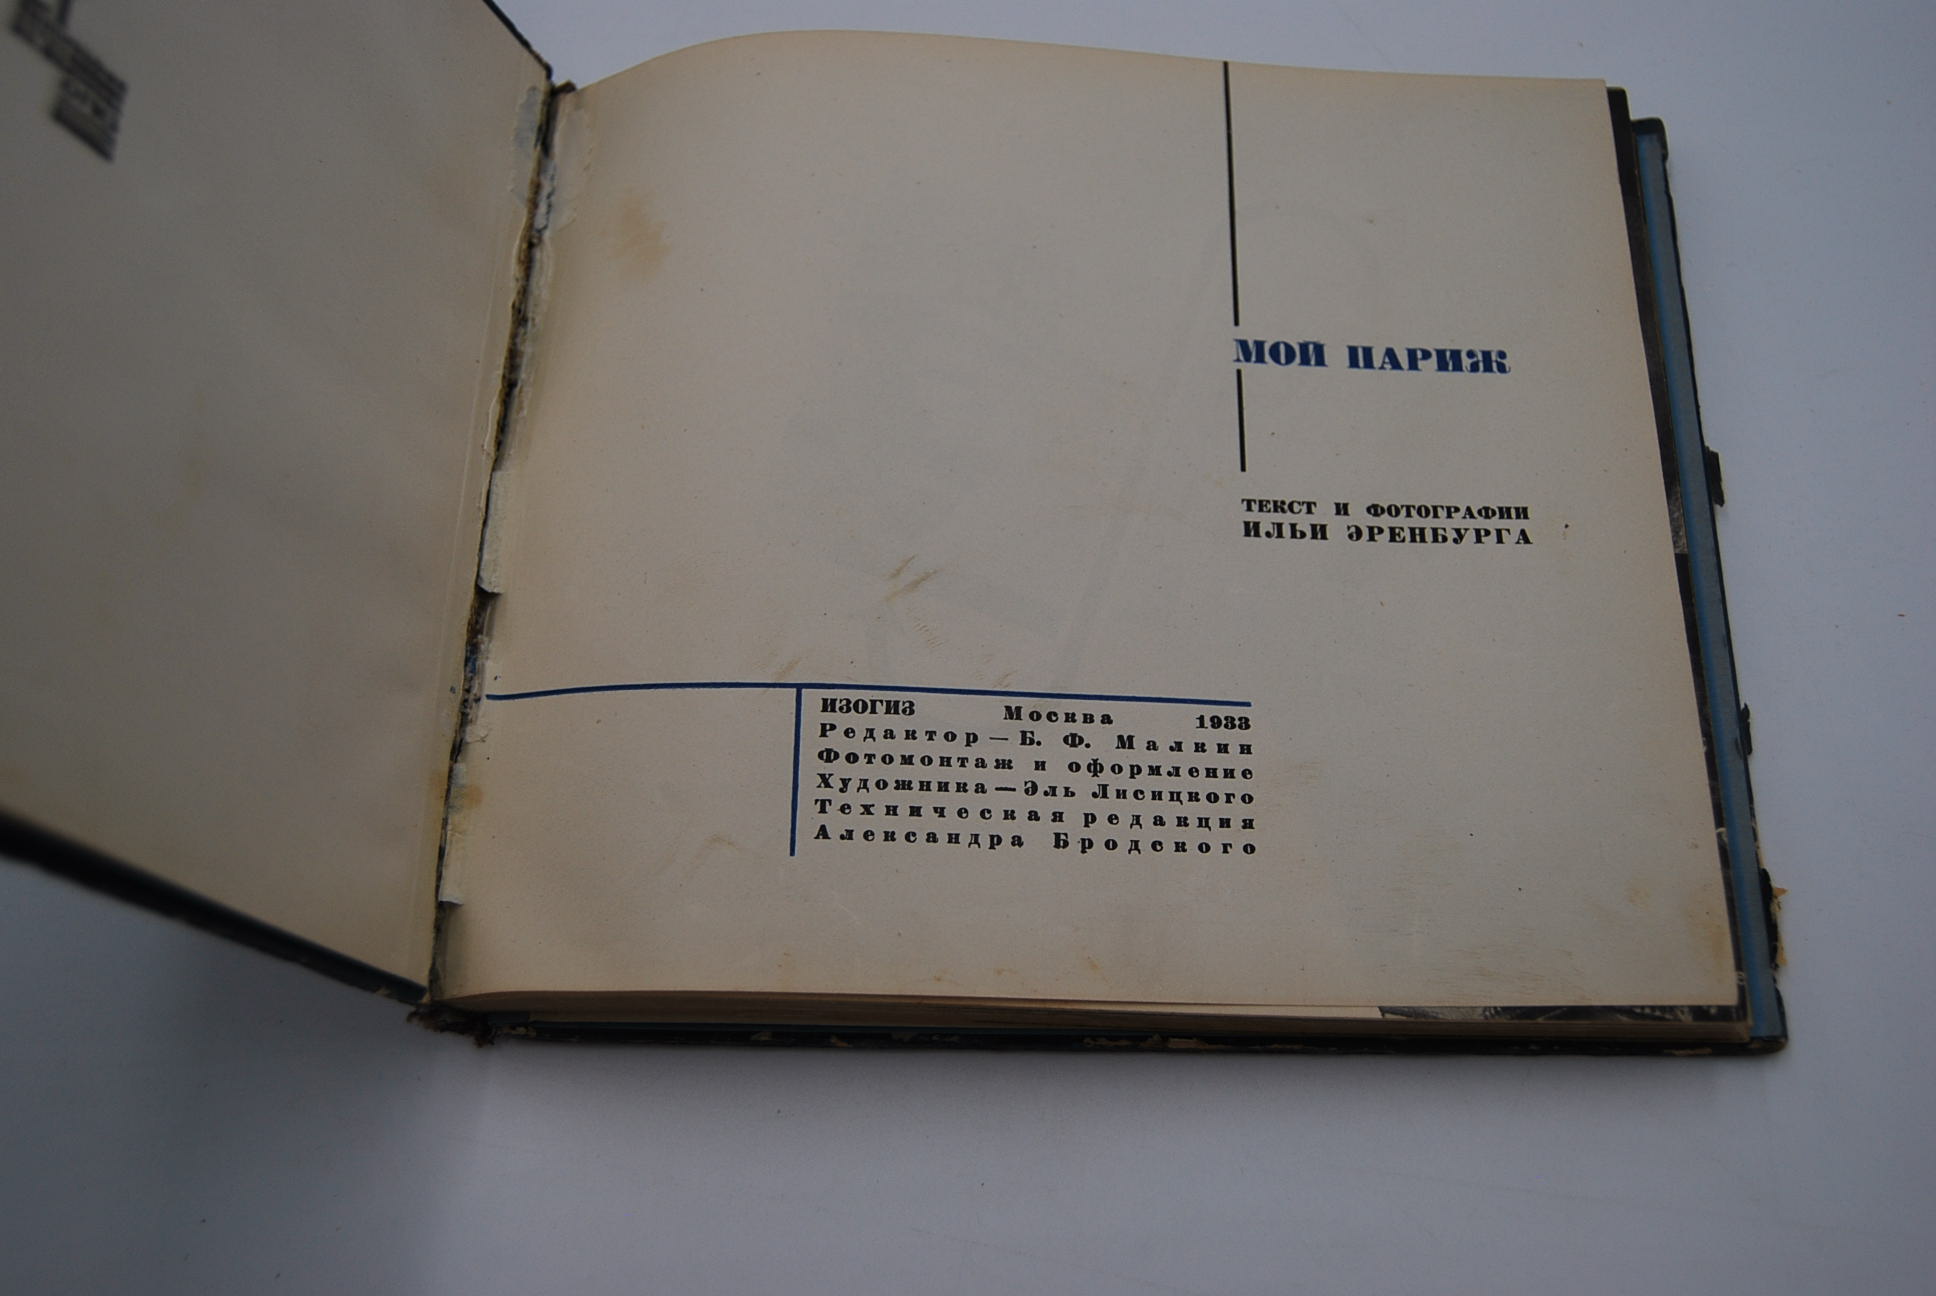 МОЙ ПАРИЖ
ТЕКСТ И ФОТОГРАФИИ
ИЛЬИ ЭРЕНБУРГА
ИЗОГИЗ Москва 1933
Редактор — Б. Ф. Малкин
Фотомонтаж и оформление
Художника — Эль Лисицкого
Техническая редакция
Александра Бродского